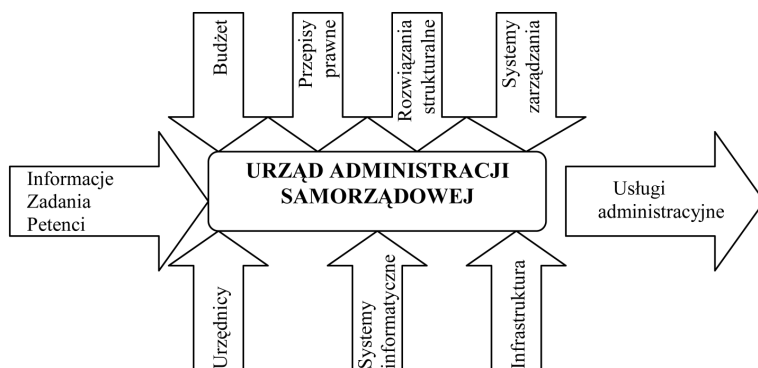 Budżet
Przepisy
prawne
Rozwiązania
strukturalne
Systemy
zarządzania
Informacje
Zadania
Petenci
URZĄD ADMINISTRACJI
SAMORZĄDOWEJ
Usługi
administracyjne
Urzędnicy
Systemy
informatyczne
Infrastruktura